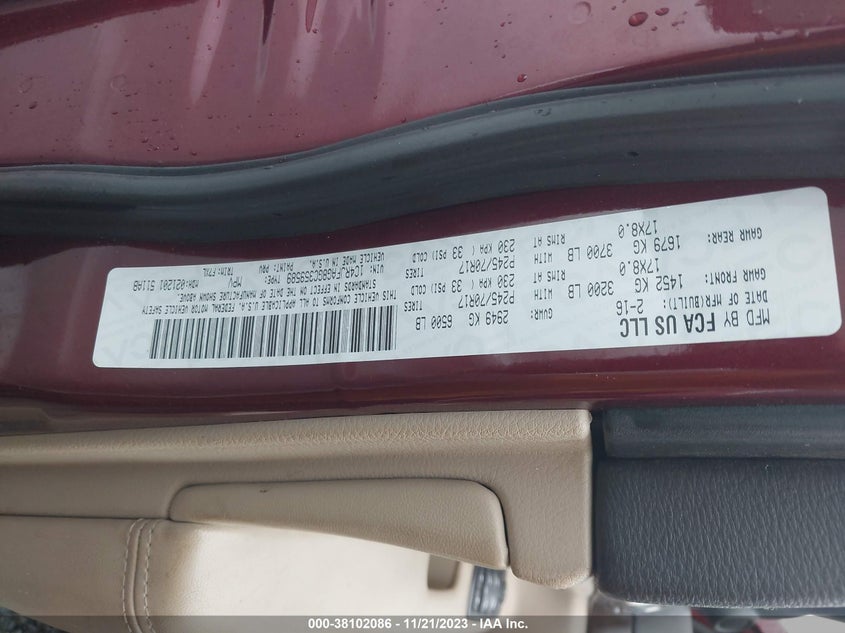 MFD BY FCA US LLC
DATE OF MFR(BUILT): 2-16 GVWR: 2949 KG 6500 LB
GAWR FRONT: 1452 KG 3200 LB WITH P245/70R17 TIRES
17X8.0 RIMS AT 230 KPA ( 33 PSI COLD
GAWR REAR: 1679 KG 3700 LB WITH P245/70R17 TIRES
17X8.0 RIMS AT 230 KPA ( 33 PSI COLD
THIS VEHICLE CONFORMS TO ALL APPLICABLE U.S.A. FEDERAL MOTOR VEHICLE SAFETY
STANDARDS IN EFFECT ON THE DATE OF MANUFACTURE SHOWN ABOVE.
VIN: TYPE: MPV
VEHICLE MADE IN U.S.A. PAINT: PRV TRIM:
MDH:
000-38102086 - 11/21/2023 - © IAA Inc.